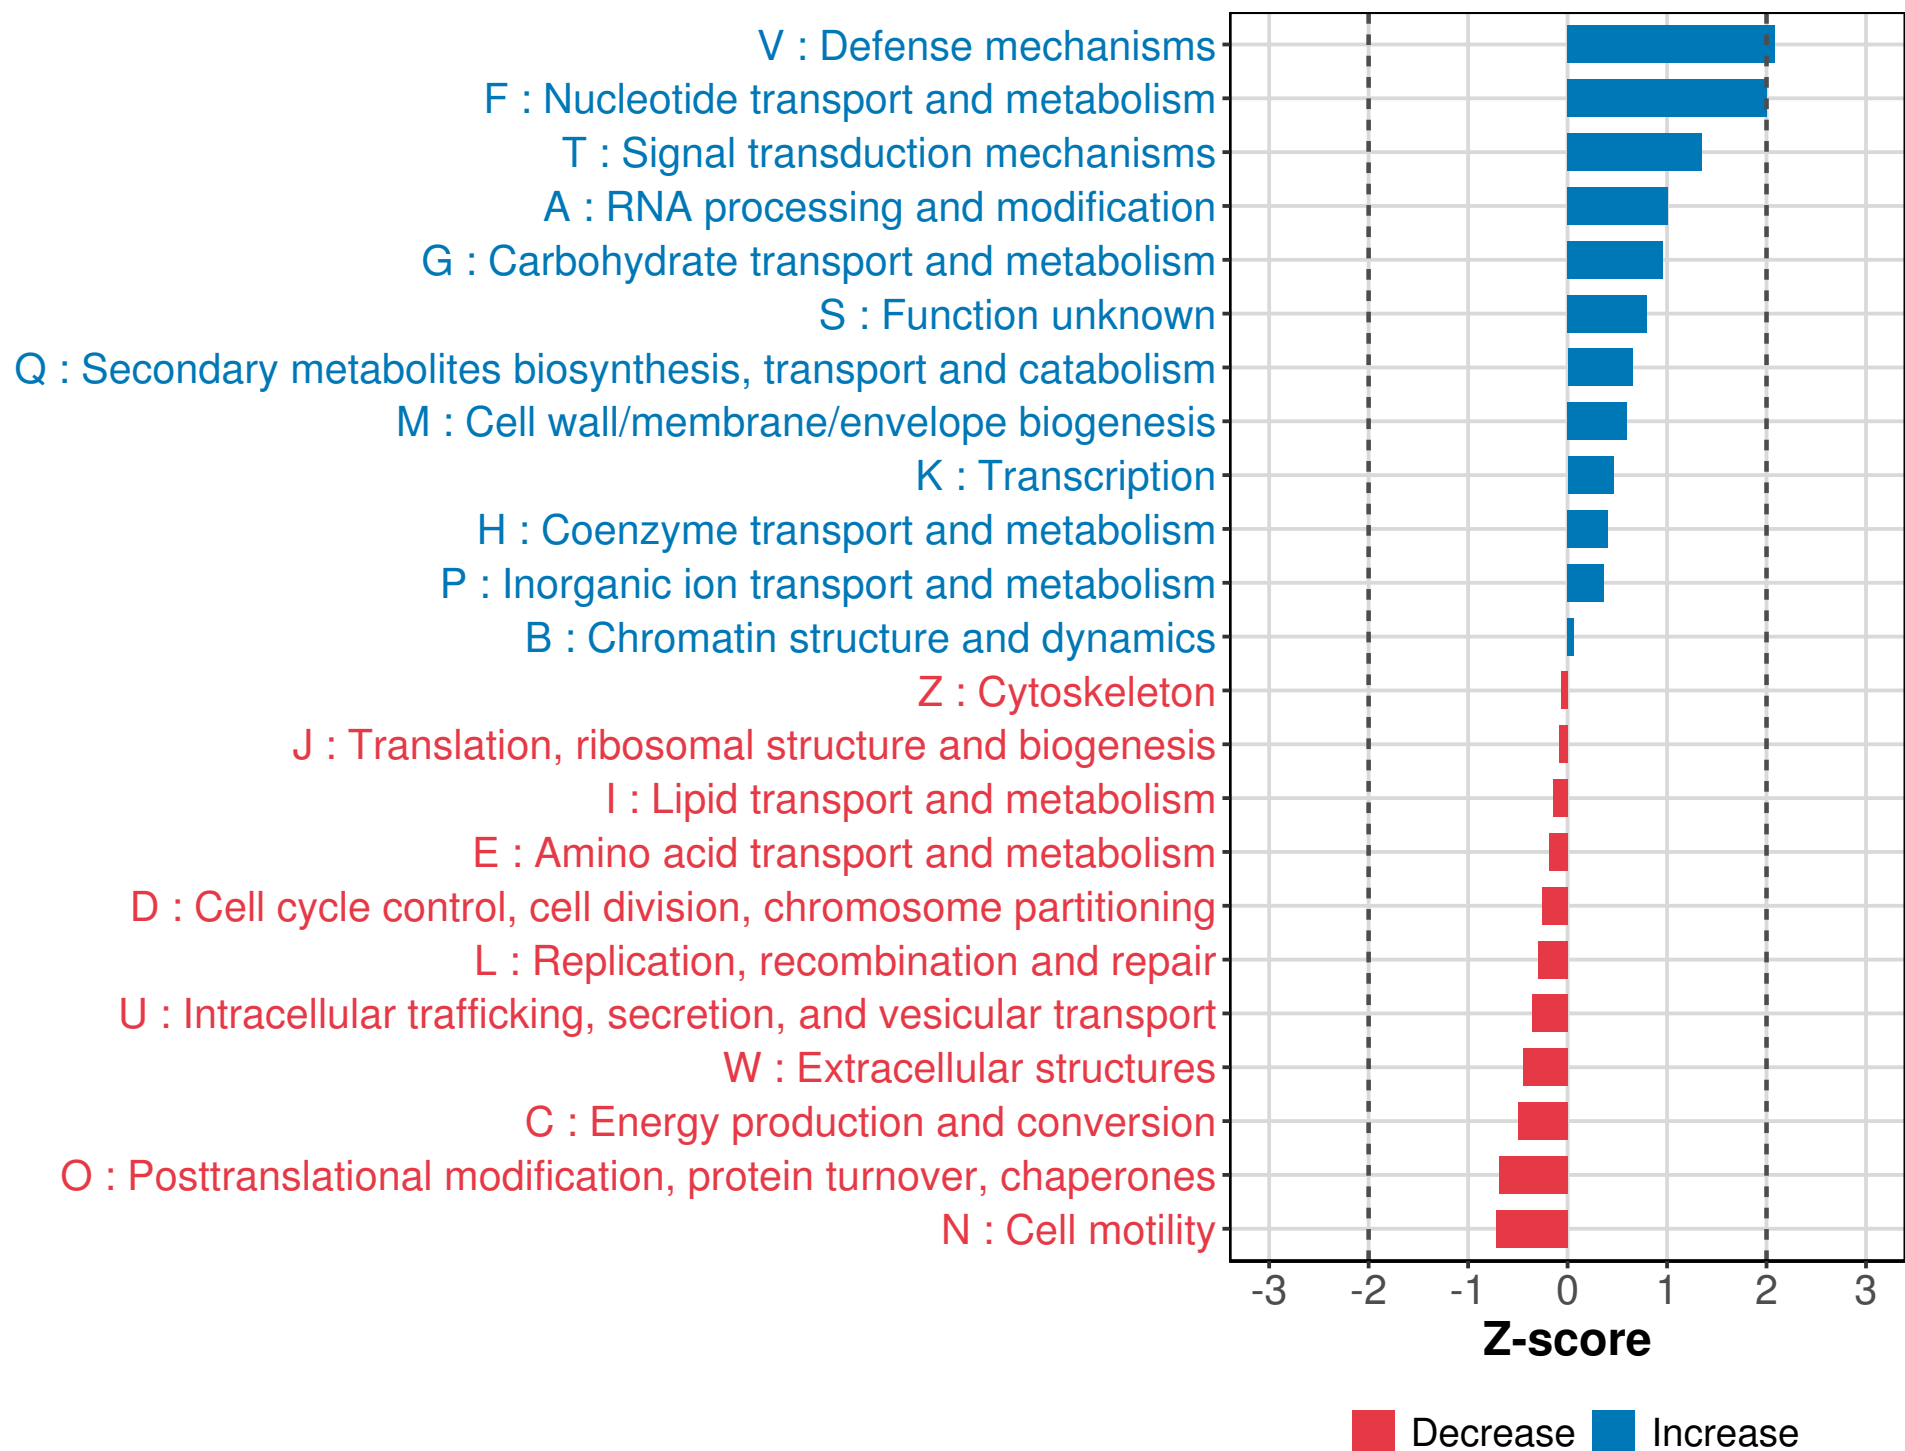 V : Defense mechanisms
F : Nucleotide transport and metabolism
T : Signal transduction mechanisms
A : RNA processing and modification
G : Carbohydrate transport and metabolism
S : Function unknown
Q : Secondary metabolites biosynthesis, transport and catabolism
M : Cell wall/membrane/envelope biogenesis
K : Transcription
H : Coenzyme transport and metabolism
P : Inorganic ion transport and metabolism
B : Chromatin structure and dynamics
Z : Cytoskeleton
J : Translation, ribosomal structure and biogenesis
I : Lipid transport and metabolism
E : Amino acid transport and metabolism
D : Cell cycle control, cell division, chromosome partitioning
L : Replication, recombination and repair
U : Intracellular trafficking, secretion, and vesicular transport
W : Extracellular structures
C : Energy production and conversion
O : Posttranslational modification, protein turnover, chaperones
N : Cell motility
-3 -2 -1 0 1 2 3
Z-score
Decrease Increase